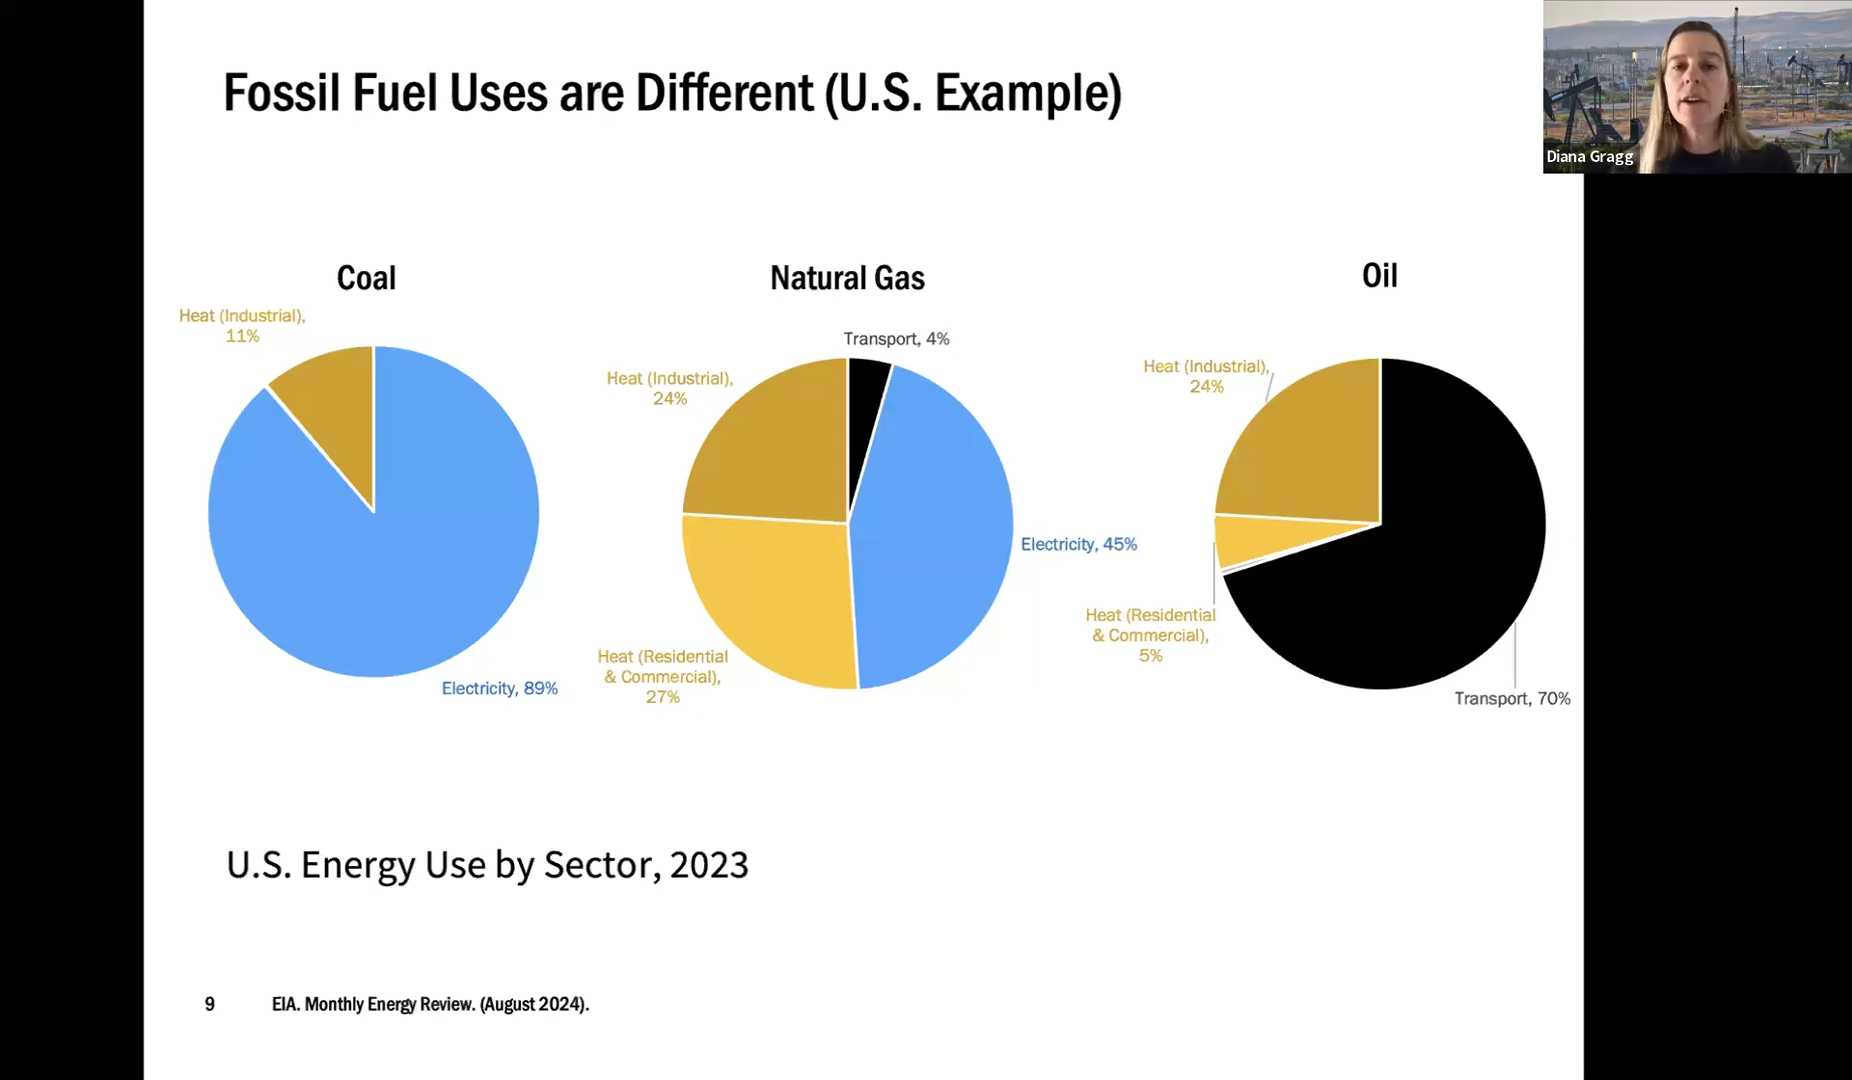 Fossil Fuel Uses are Different (U.S. Example)
Diana Gragg
Coal
Heat (Industrial),
11%
Electricity, 89%
Natural Gas
Transport, 4%
Heat (Industrial),
24%
Electricity, 45%
Heat (Residential
& Commercial),
27%
Oil
Heat (Industrial),
24%
Heat (Residential
& Commercial),
5%
Transport, 70%
U.S. Energy Use by Sector, 2023
9 EIA. Monthly Energy Review. (August 2024).